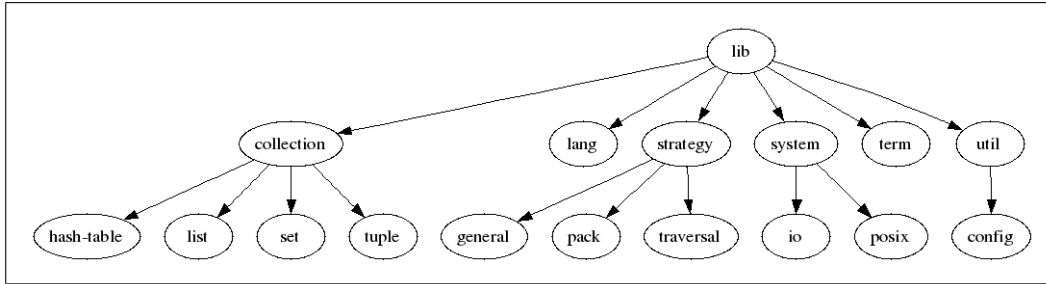 lib
collection
lang
strategy
system
term
util
hash-table
list
set
tuple
general
pack
traversal
io
posix
config